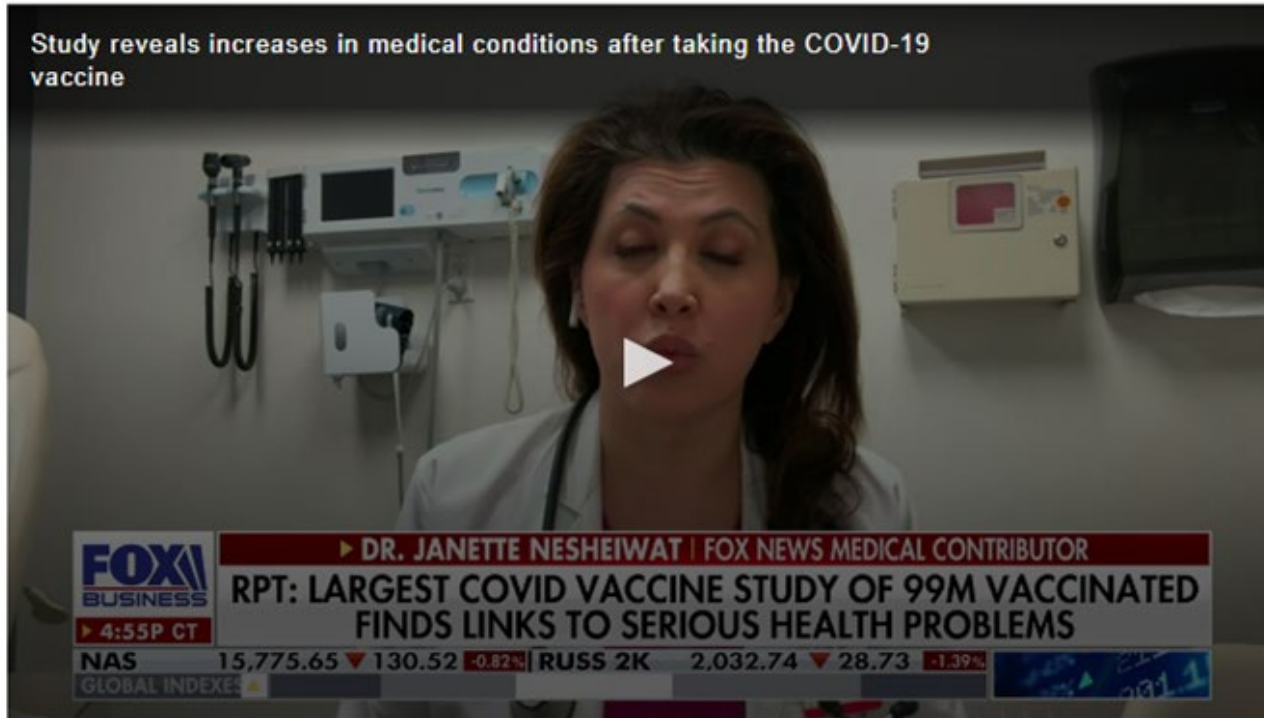 Study reveals increases in medical conditions after taking the COVID-19
vaccine
FOX
BUSINESS
4:55P CT
DR. JANETTE NESHEIWAT | FOX NEWS MEDICAL CONTRIBUTOR
RPT: LARGEST COVID VACCINE STUDY OF 99M VACCINATED
FINDS LINKS TO SERIOUS HEALTH PROBLEMS
NAS 15,775.65 ▼ 130.52 -0.82% RUSS 2K 2,032.74 ▼ 28.73 -1.39%
GLOBAL INDEXES